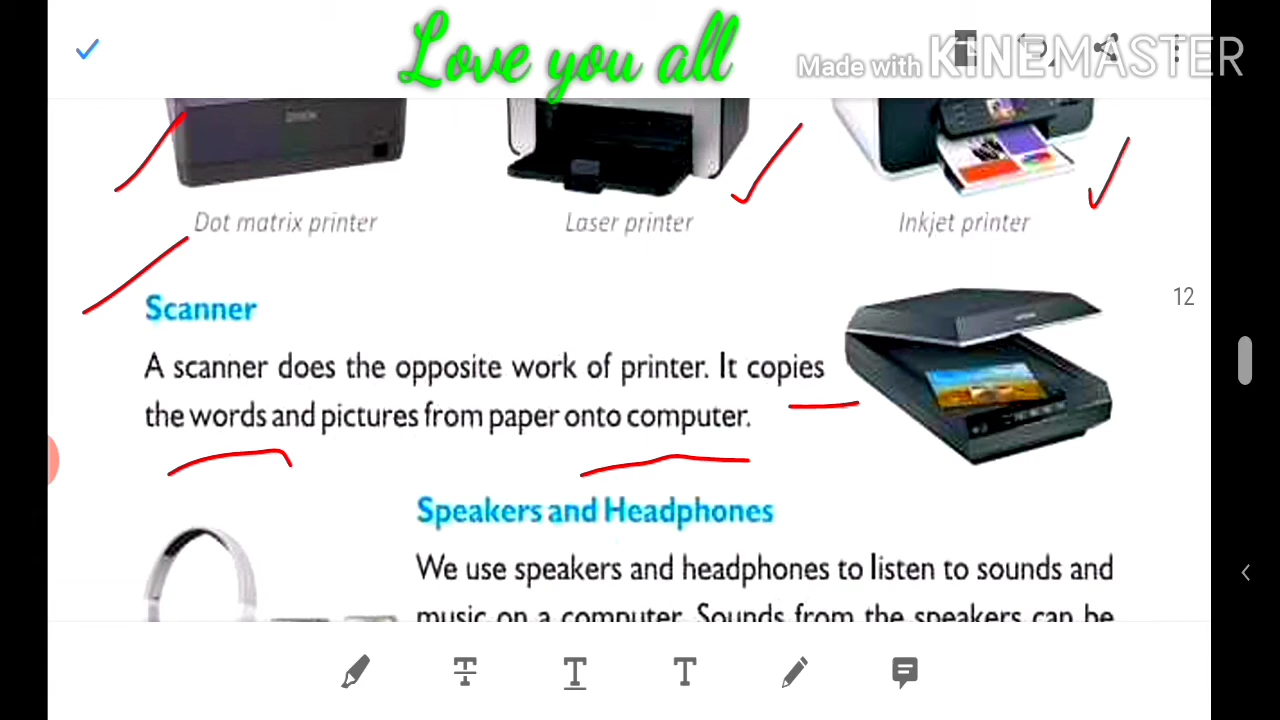 Love you all
Made with KINEMASTER
Dot matrix printer
Laser printer
Inkjet printer
Scanner
12
A scanner does the opposite work of printer. It copies
the words and pictures from paper onto computer.
Speakers and Headphones
We use speakers and headphones to listen to sounds and
music on a computer. Sounds from the speakers can be